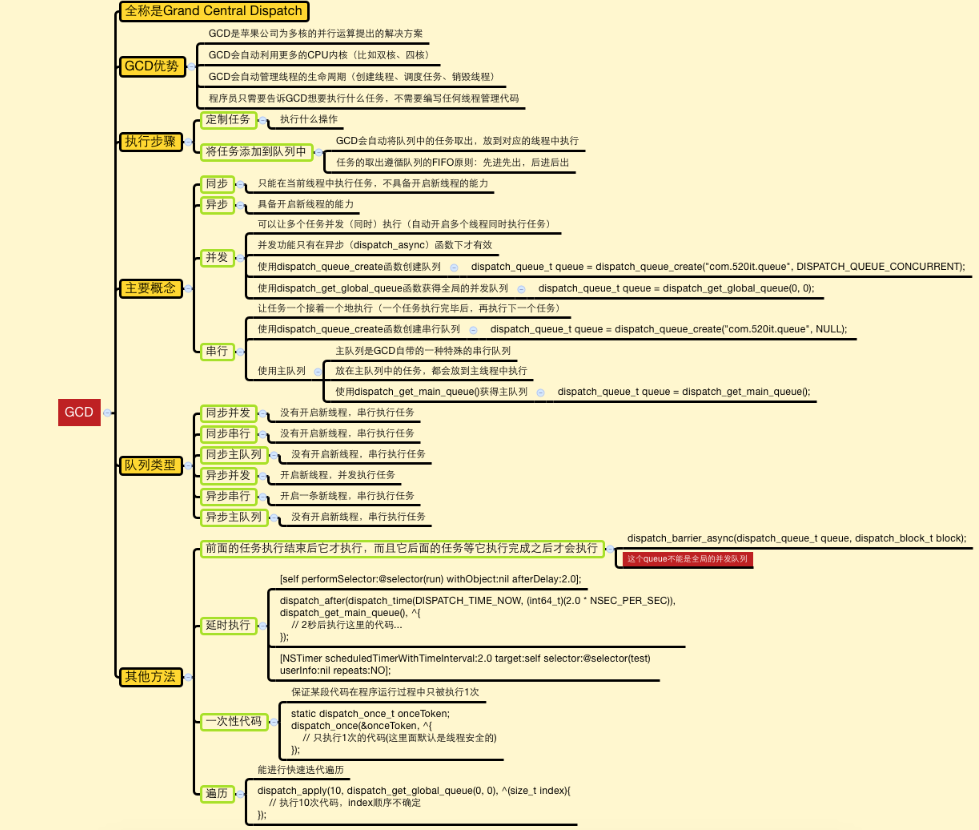 全称是Grand Central Dispatch
GCD优势
GCD是苹果公司为多核的并行运算提出的解决方案
GCD会自动利用更多的CPU内核（比如双核、四核）
GCD会自动管理线程的生命周期（创建线程、调度任务、销毁线程）
程序员只需要告诉GCD想要执行什么任务，不需要编写任何线程管理代码
执行步骤
定制任务
执行什么操作
将任务添加到队列中
GCD会自动将队列中的任务取出，放到对应的线程中执行
任务的取出遵循队列的FIFO原则：先进先出，后进后出
主要概念
同步
只能在当前线程中执行任务，不具备开启新线程的能力
异步
具备开启新线程的能力
并发
可以让多个任务并发（同时）执行（自动开启多个线程同时执行任务）
并发功能只有在异步（dispatch_async）函数下才有效
使用dispatch_queue_create函数创建队列
dispatch_queue_t queue = dispatch_queue_create("com.520it.queue", DISPATCH_QUEUE_CONCURRENT);
使用dispatch_get_global_queue函数获得全局的并发队列
dispatch_queue_t queue = dispatch_get_global_queue(0, 0);
串行
让任务一个接着一个地执行（一个任务执行完毕后，再执行下一个任务）
使用dispatch_queue_create函数创建串行队列
dispatch_queue_t queue = dispatch_queue_create("com.520it.queue", NULL);
使用主队列
主队列是GCD自带的一种特殊的串行队列
放在主队列中的任务，都会放到主线程中执行
使用dispatch_get_main_queue()获得主队列
dispatch_queue_t queue = dispatch_get_main_queue();
GCD
队列类型
同步并发
没有开启新线程，串行执行任务
同步串行
没有开启新线程，串行执行任务
同步主队列
没有开启新线程，串行执行任务
异步并发
开启新线程，并发执行任务
异步串行
开启一条新线程，串行执行任务
异步主队列
没有开启新线程，串行执行任务
其他方法
前面的任务执行结束后它才执行，而且它后面的任务等它执行完成之后才会执行
dispatch_barrier_async(dispatch_queue_t queue, dispatch_block_t block);
这个queue不能是全局的并发队列
延时执行
[self performSelector:@selector(run) withObject:nil afterDelay:2.0];
dispatch_after(dispatch_time(DISPATCH_TIME_NOW, (int64_t)(2.0 * NSEC_PER_SEC)),
dispatch_get_main_queue(), ^{
// 2秒后执行这里的代码...
});
[NSTimer scheduledTimerWithTimeInterval:2.0 target:self selector:@selector(test)
userInfo:nil repeats:NO];
一次性代码
保证某段代码在程序运行过程中只被执行1次
static dispatch_once_t onceToken;
dispatch_once(&onceToken, ^{
// 只执行1次的代码(这里面默认是线程安全的)
});
遍历
能进行快速迭代遍历
dispatch_apply(10, dispatch_get_global_queue(0, 0), ^(size_t index){
// 执行10次代码，index顺序不确定
});